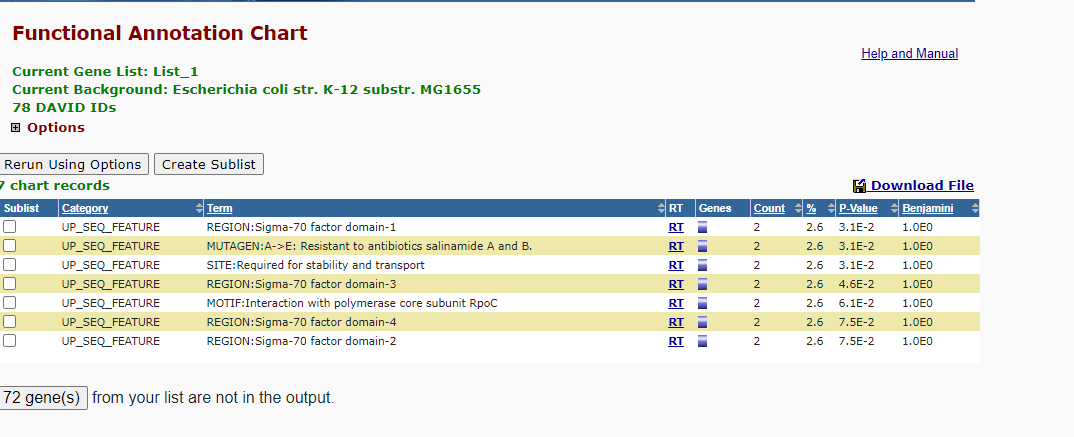 Functional Annotation Chart
Help and Manual
Current Gene List: List_1
Current Background: Escherichia coli str. K-12 substr. MG1655
78 DAVID IDs
Options
Rerun Using Options Create Sublist
7 chart records Download File
Sublist Category Term RT Genes Count % P-Value Benjamini
UP_SEQ_FEATURE REGION:Sigma-70 factor domain-1 RT 2 2.6 3.1E-2 1.0E0
UP_SEQ_FEATURE MUTAGEN:A->E: Resistant to antibiotics salinamide A and B. RT 2 2.6 3.1E-2 1.0E0
UP_SEQ_FEATURE SITE:Required for stability and transport RT 2 2.6 3.1E-2 1.0E0
UP_SEQ_FEATURE REGION:Sigma-70 factor domain-3 RT 2 2.6 4.6E-2 1.0E0
UP_SEQ_FEATURE MOTIF:Interaction with polymerase core subunit RpoC RT 2 2.6 6.1E-2 1.0E0
UP_SEQ_FEATURE REGION:Sigma-70 factor domain-4 RT 2 2.6 7.5E-2 1.0E0
UP_SEQ_FEATURE REGION:Sigma-70 factor domain-2 RT 2 2.6 7.5E-2 1.0E0
72 gene(s) from your list are not in the output.